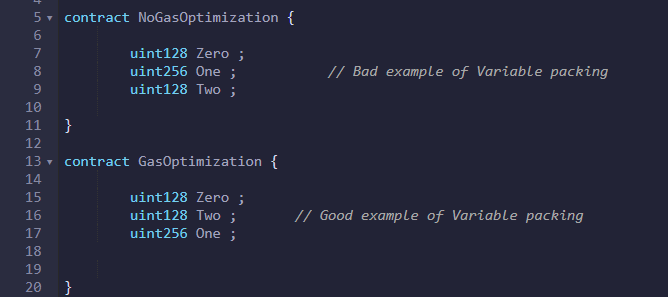 4
5 contract NoGasOptimization {
6
7 uint128 Zero ;
8 uint256 One ; // Bad example of Variable packing
9 uint128 Two ;
10
11 }
12
13 contract GasOptimization {
14
15 uint128 Zero ;
16 uint128 Two ; // Good example of Variable packing
17 uint256 One ;
18
19
20 }